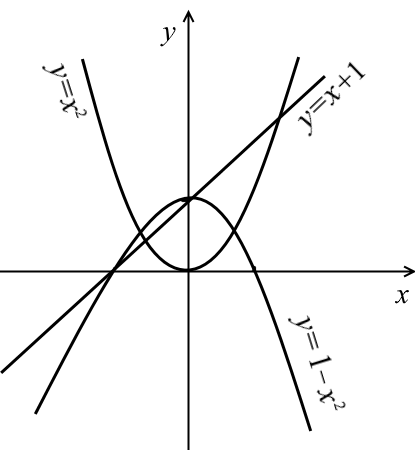 y
y=x²
y=x+1
x
y=1-x²